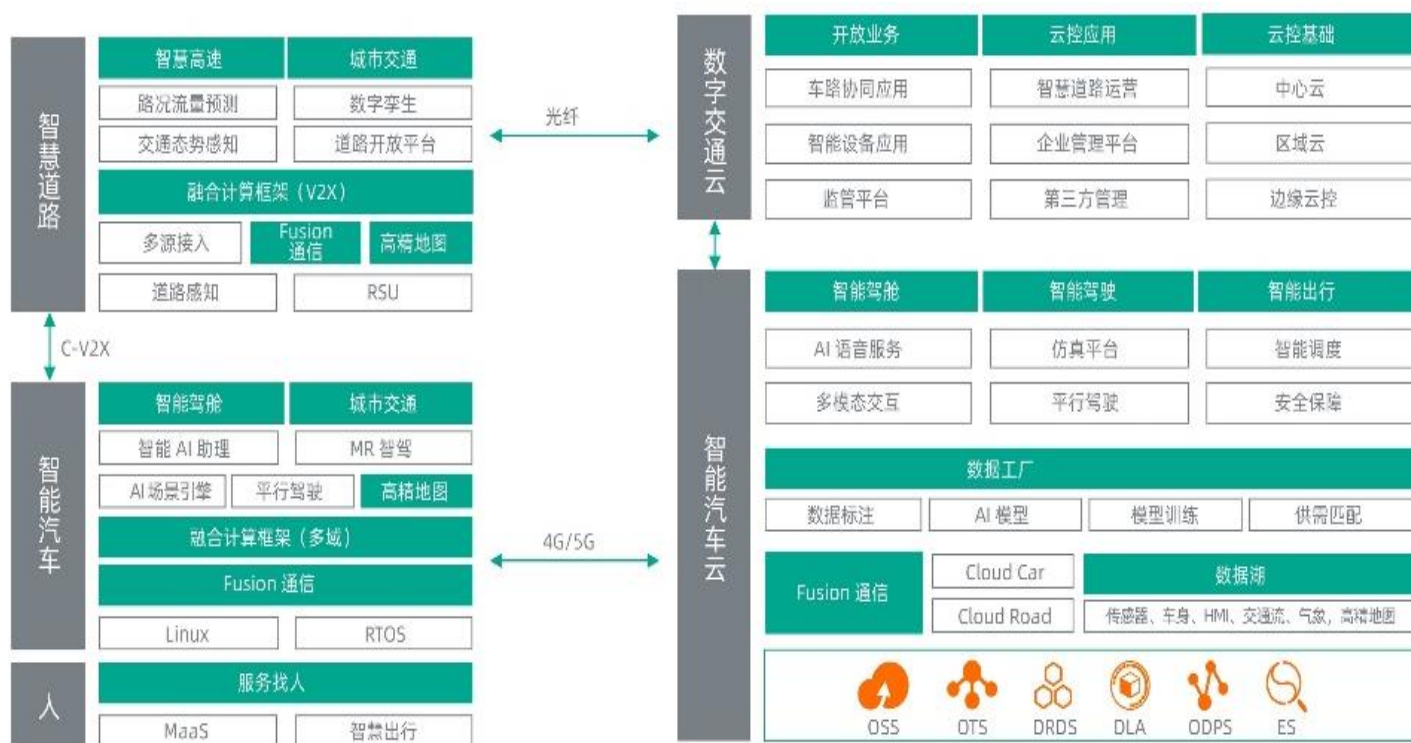 智慧道路
智慧高速 城市交通
路况流量预测 数字孪生
交通态势感知 道路开放平台
融合计算框架（V2X）
多源接入 Fusion 通信 高精地图
道路感知 RSU
C-V2X
智能汽车
智能驾舱 城市交通
智能 AI 助理 MR 智驾
AI场景引擎 平行驾驶 高精地图
融合计算框架（多域）
Fusion 通信
Linux RTOS
人
服务找人
MaaS 智慧出行
光纤
4G/5G
数字交通云
开放业务 云控应用 云控基础
车路协同应用 智慧道路运营 中心云
智能设备应用 企业管理平台 区域云
监管平台 第三方管理 边缘云控
智能汽车云
智能驾舱 智能驾驶 智能出行
AI 语音服务 仿真平台 智能调度
多模态交互 平行驾驶 安全保障
数据工厂
数据标注 AI 模型 模型训练 供需匹配
Fusion 通信
Cloud Car
Cloud Road
数据湖
传感器、车身、HMI、交通流、气象，高精地图
OSS OTS DRDS DLA ODPS ES